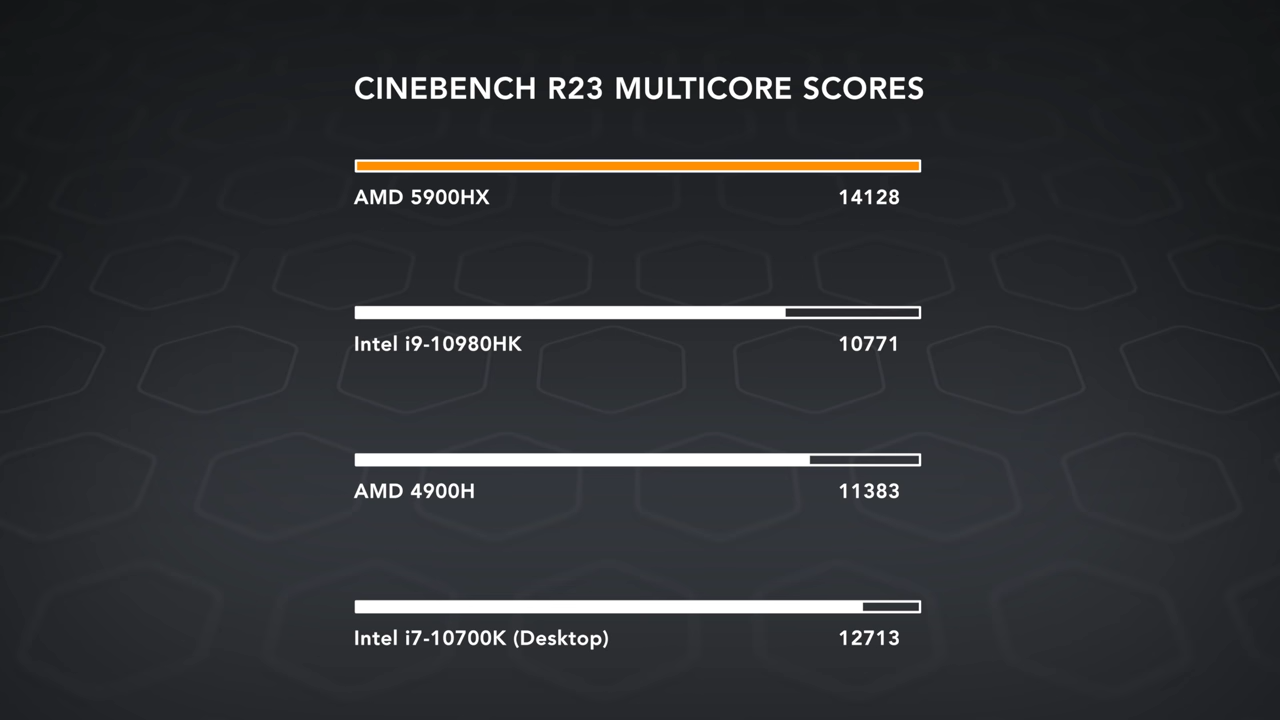 CINEBENCH R23 MULTICORE SCORES
AMD 5900HX 14128
Intel i9-10980HK 10771
AMD 4900H 11383
Intel i7-10700K (Desktop) 12713